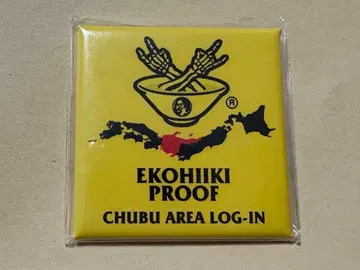 ®
EKOHIIKI
PROOF
CHUBU AREA LOG-IN